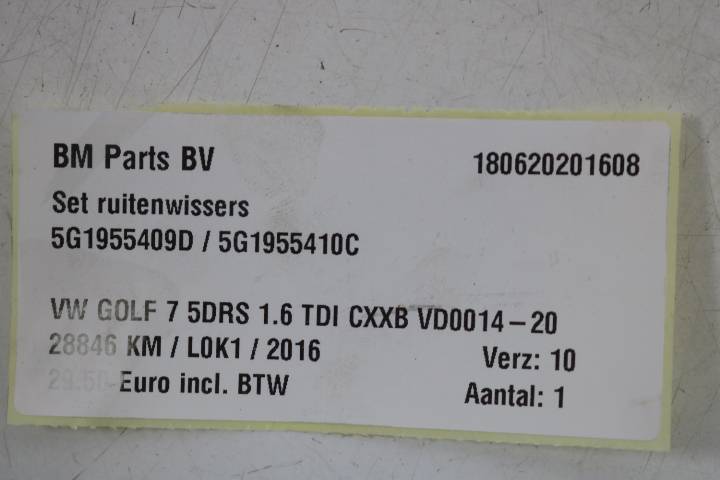 BM Parts BV 180620201608
Set ruitenwissers
5G1955409D / 5G1955410C
VW GOLF 7 5DRS 1.6 TDI CXXB VD0014-20
28846 KM / L0K1 / 2016 Verz: 10
Euro incl. BTW Aantal: 1